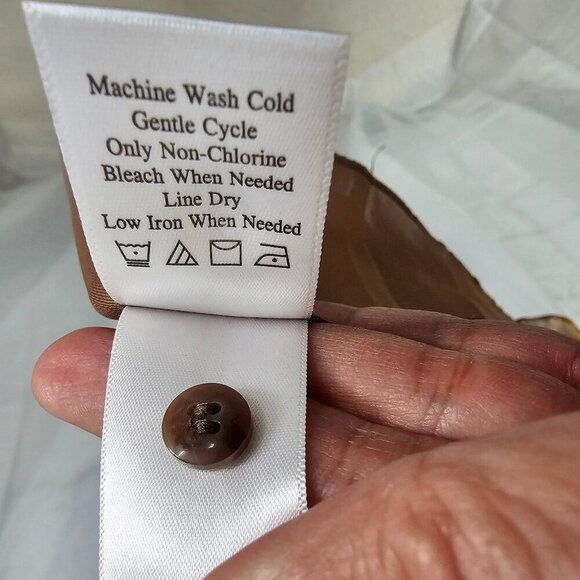 Machine Wash Cold
Gentle Cycle
Only Non-Chlorine
Bleach When Needed
Line Dry
Low Iron When Needed